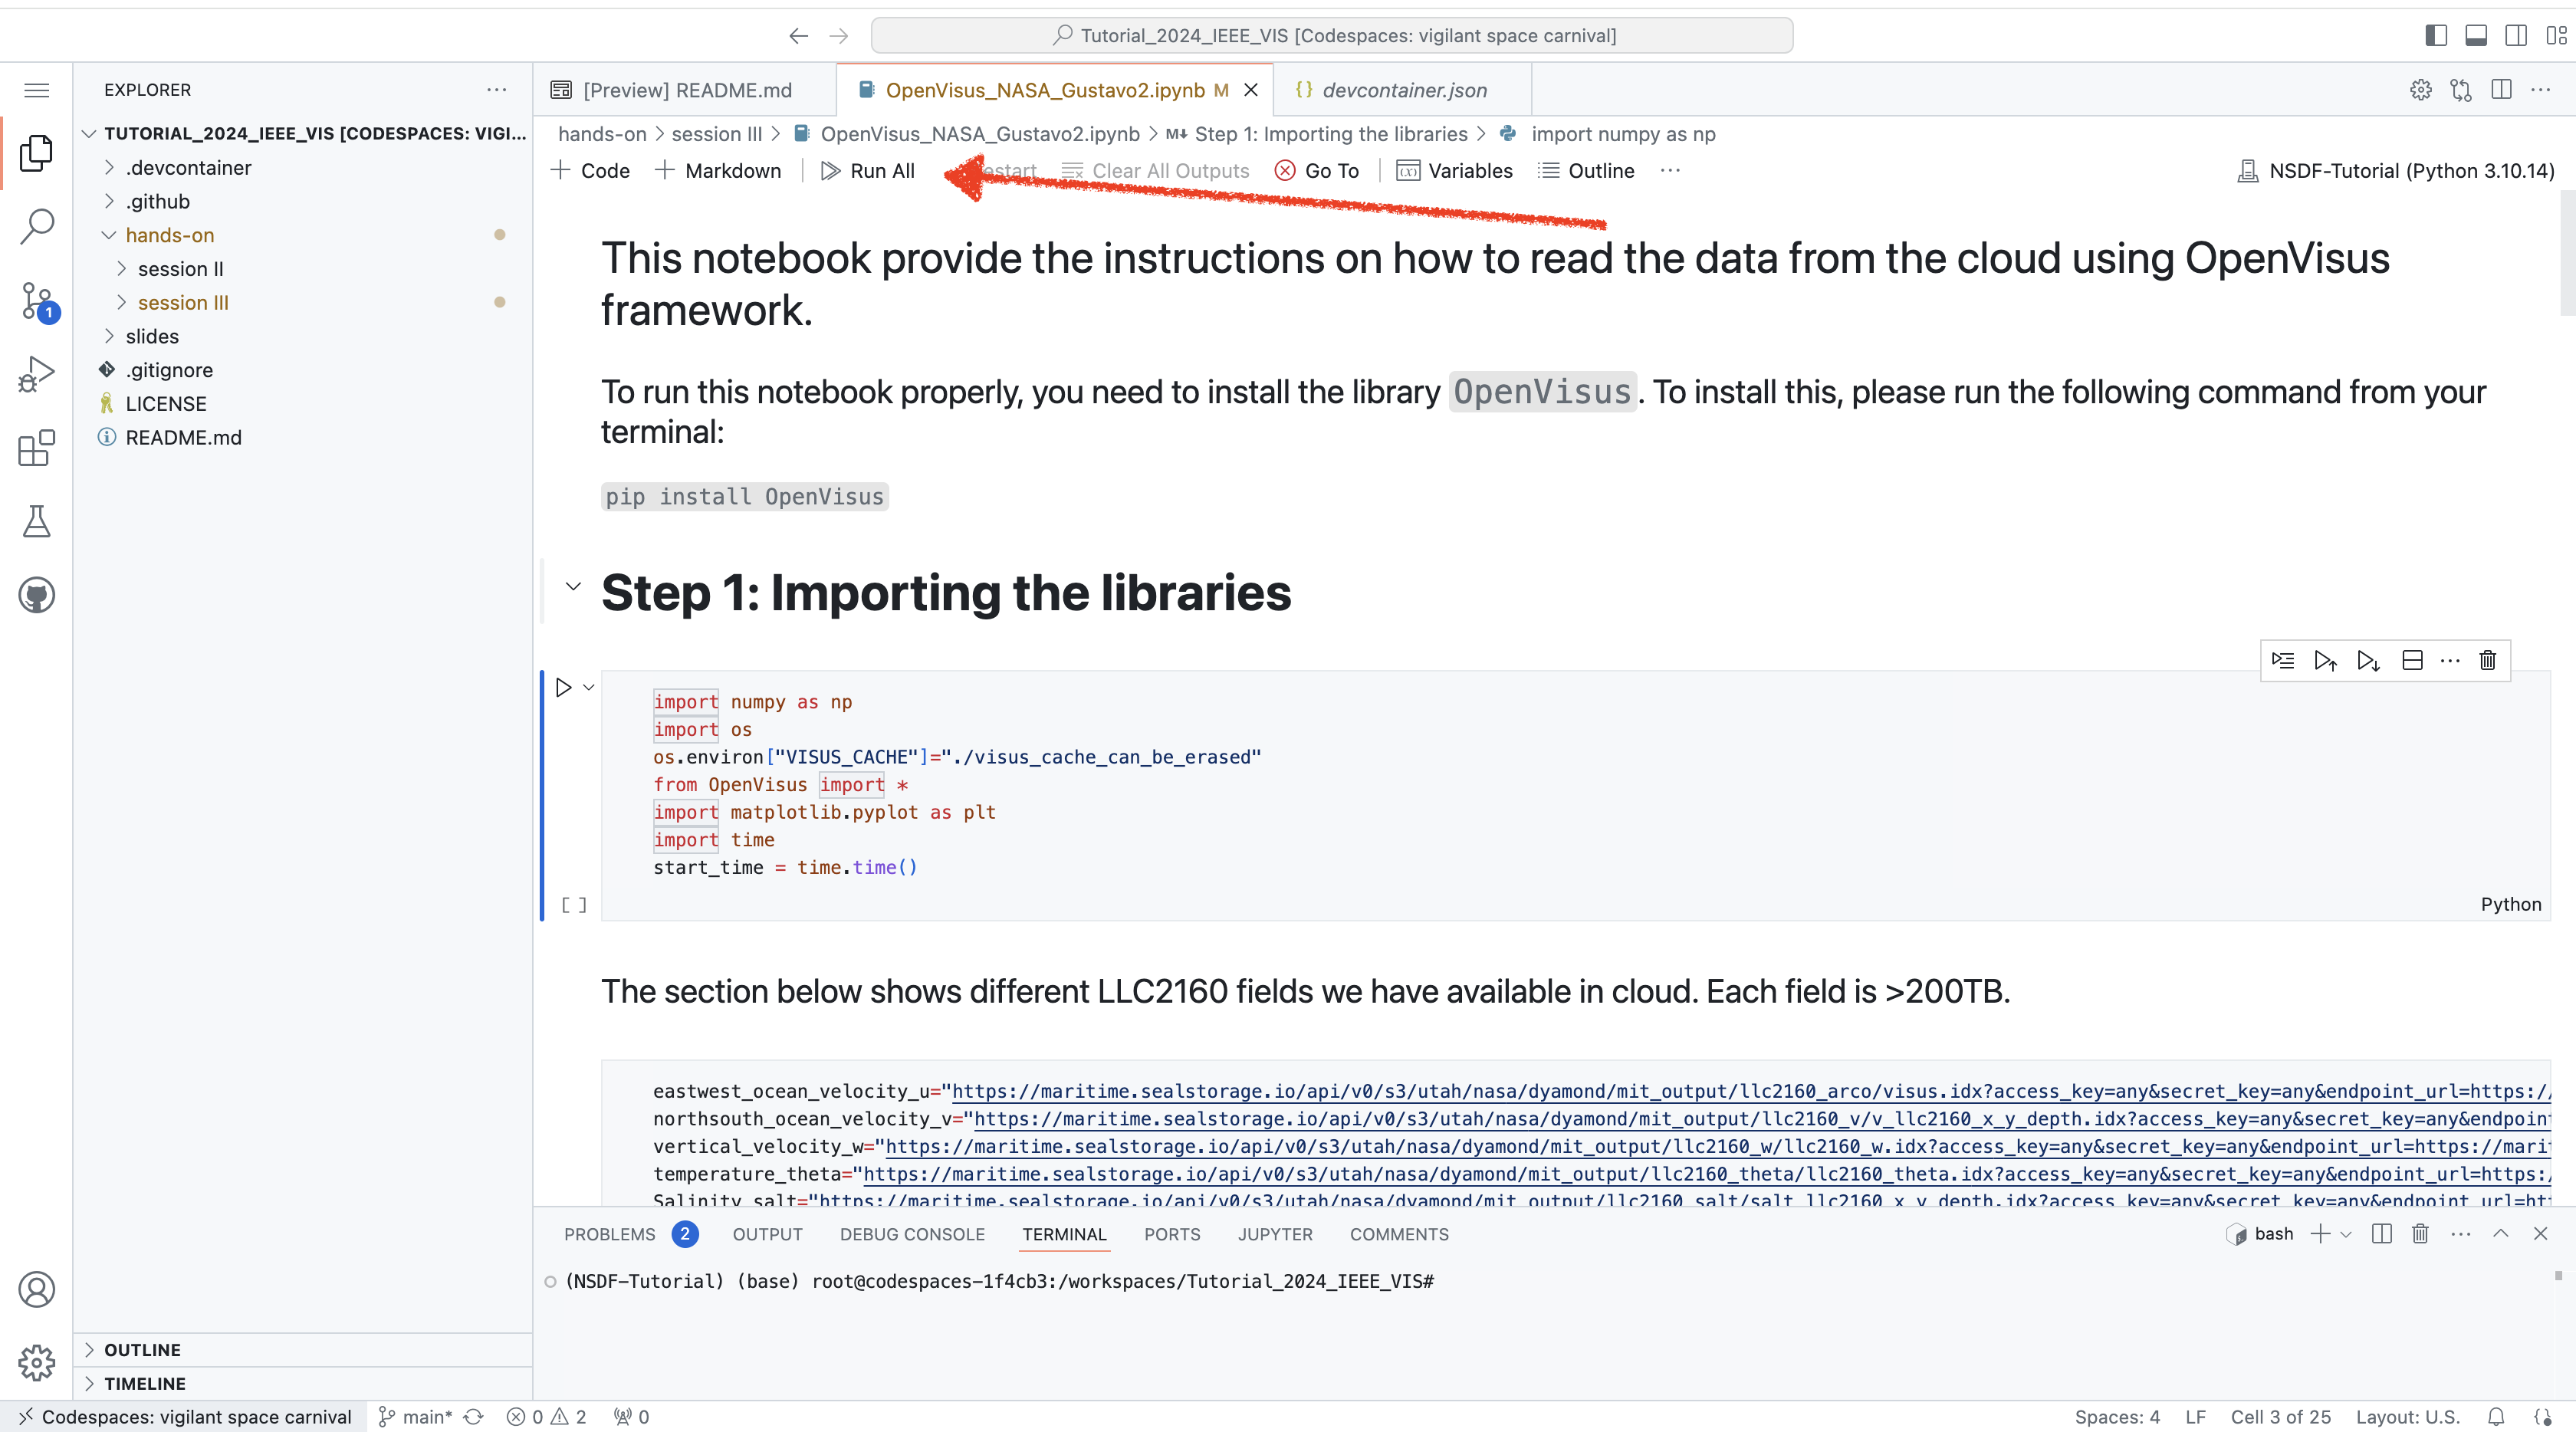 Tutorial_2024_IEEE_VIS [Codespaces: vigilant space carnival]
EXPLORER
[Preview] README.md
OpenVisus_NASA_Gustavo2.ipynb M
devcontainer.json
TUTORIAL_2024_IEEE_VIS [CODESPACES: VIGI...
hands-on > session III > OpenVisus_NASA_Gustavo2.ipynb > M↓ Step 1: Importing the libraries > import numpy as np
+ Code + Markdown Run All Clear All Outputs Go To Variables Outline ...
NSDF-Tutorial (Python 3.10.14)
.devcontainer
.github
hands-on
session II
session III
slides
.gitignore
LICENSE
README.md
1
This notebook provide the instructions on how to read the data from the cloud using OpenVisus
framework.
To run this notebook properly, you need to install the library OpenVisus. To install this, please run the following command from your
terminal:
pip install OpenVisus
Step 1: Importing the libraries
import numpy as np
import os
os.environ["VISUS_CACHE"]="./visus_cache_can_be_erased"
from OpenVisus import *
import matplotlib.pyplot as plt
import time
start_time = time.time()
[ ]
Python
The section below shows different LLC2160 fields we have available in cloud. Each field is >200TB.
eastwest_ocean_velocity_u="https://maritime.sealstorage.io/api/v0/s3/utah/nasa/dyamond/mit_output/llc2160_arco/visus.idx?access_key=any&secret_key=any&endpoint_url=https:/
northsouth_ocean_velocity_v="https://maritime.sealstorage.io/api/v0/s3/utah/nasa/dyamond/mit_output/llc2160_v/v_llc2160_x_y_depth.idx?access_key=any&secret_key=any&endpoint
vertical_velocity_w="https://maritime.sealstorage.io/api/v0/s3/utah/nasa/dyamond/mit_output/llc2160_w/llc2160_w.idx?access_key=any&secret_key=any&endpoint_url=https://marit
temperature_theta="https://maritime.sealstorage.io/api/v0/s3/utah/nasa/dyamond/mit_output/llc2160_theta/llc2160_theta.idx?access_key=any&secret_key=any&endpoint_url=https:/
Salinity_salt="https://maritime.sealstorage.io/api/v0/s3/utah/nasa/dyamond/mit_output/llc2160_salt/salt_llc2160_x_y_depth.idx?access_key=any&secret_key=any&endpoint_url=htt
PROBLEMS 2 OUTPUT DEBUG CONSOLE TERMINAL PORTS JUPYTER COMMENTS
bash
(NSDF-Tutorial) (base) root@codespaces-1f4cb3:/workspaces/Tutorial_2024_IEEE_VIS#
OUTLINE
TIMELINE
Codespaces: vigilant space carnival main* 0 2 0
Spaces: 4 LF Cell 3 of 25 Layout: U.S.